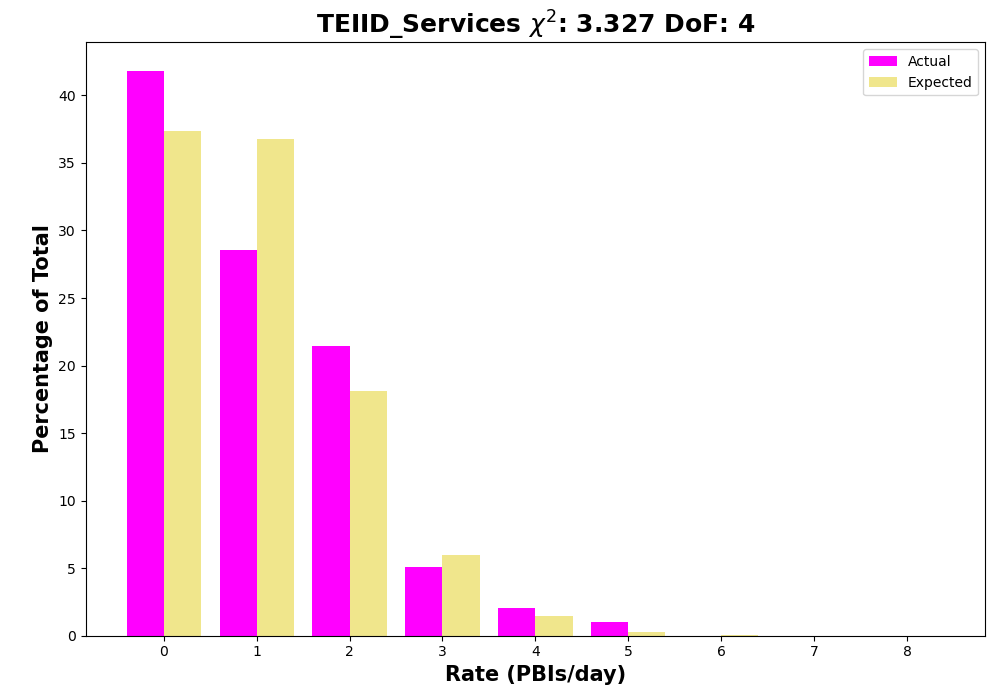 TEIID_Services χ²: 3.327 DoF: 4
Actual
Expected
Percentage of Total
40
35
30
25
20
15
10
5
0
0 1 2 3 4 5 6 7 8
Rate (PBIs/day)